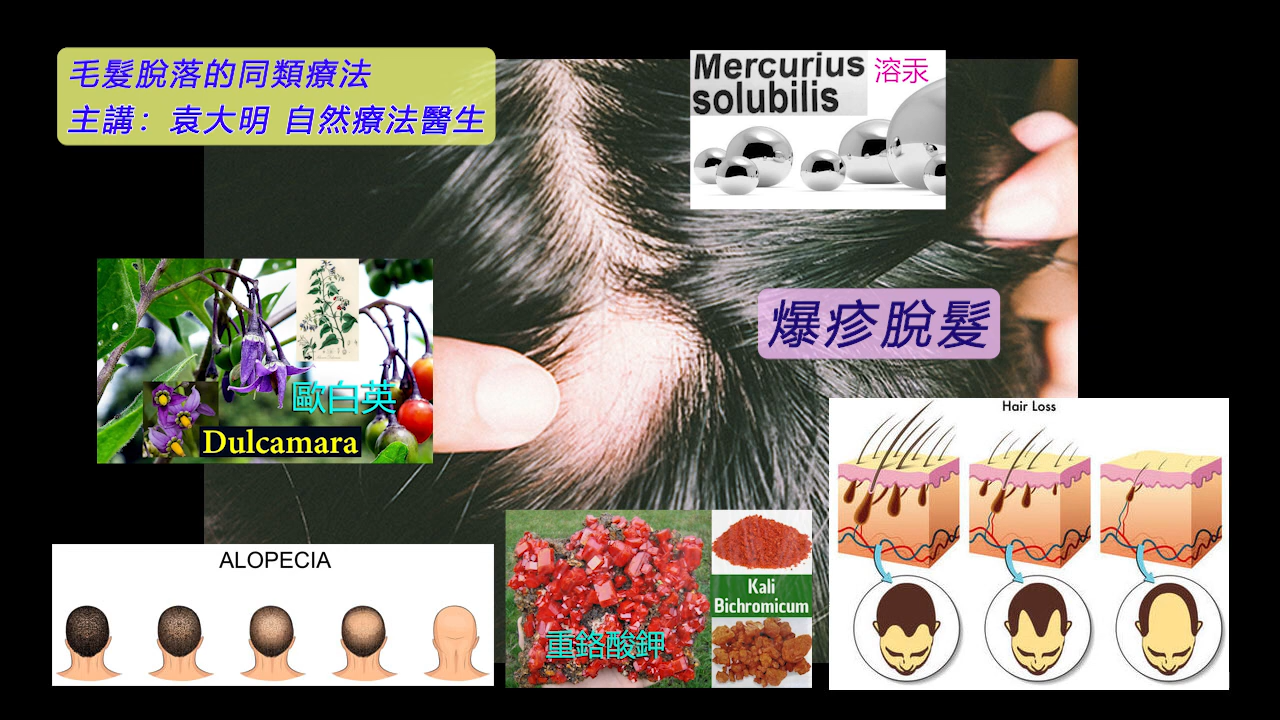 毛髮脫落的同類療法
主講：袁大明 自然療法醫生
Mercurius
solubilis
溶汞
爆疹脫髮
歐白英
Dulcamara
Hair Loss
ALOPECIA
Kali
Bichromicum
重鉻酸鉀